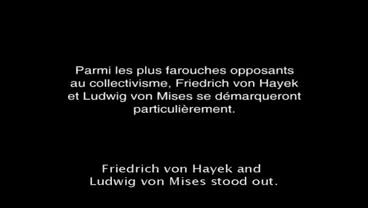 Parmi les plus farouches opposants
au collectivisme, Friedrich von Hayek
et Ludwig von Mises se démarqueront
particulièrement.
Friedrich von Hayek and
Ludwig von Mises stood out.